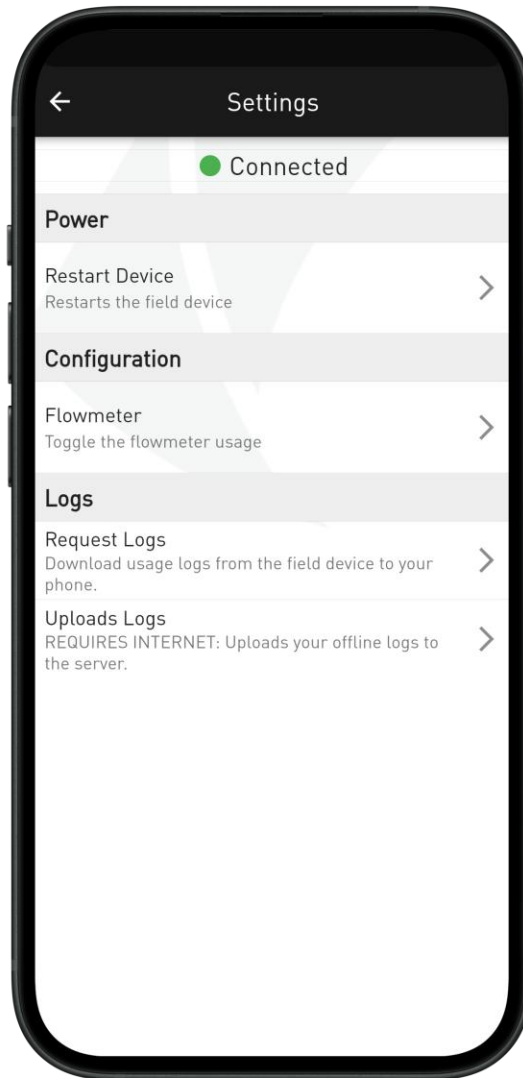 Settings
Connected
Power
Restart Device
Restarts the field device
Configuration
Flowmeter
Toggle the flowmeter usage
Logs
Request Logs
Download usage logs from the field device to your
phone.
Uploads Logs
REQUIRES INTERNET: Uploads your offline logs to
the server.